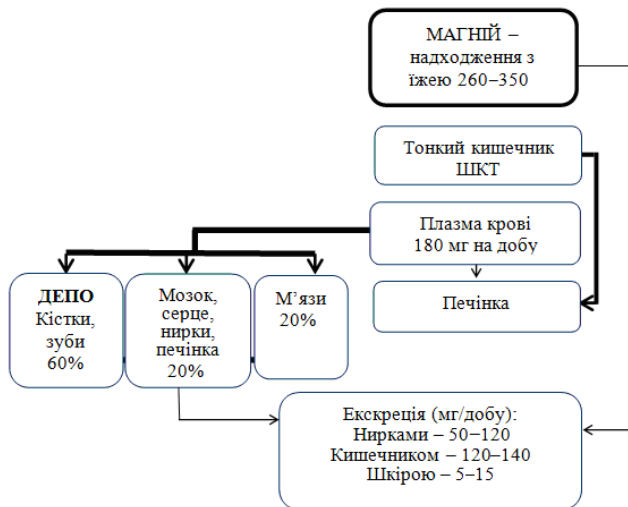 МАГНІЙ –
надходження з
їжею 260–350
Тонкий кишечник
ШКТ
Плазма крові
180 мг на добу
Печінка
ДЕПО
Кістки,
зуби
60%
Мозок,
серце,
нирки,
печінка
20%
М’язи
20%
Екскреція (мг/добу):
Нирками – 50–120
Кишечником – 120–140
Шкірою – 5–15